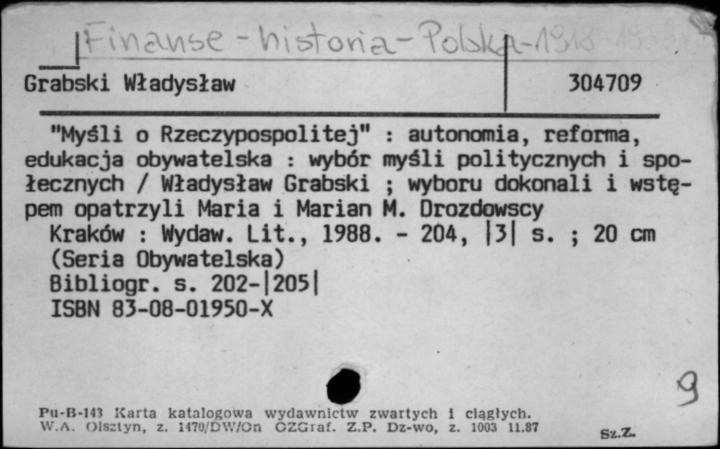 Finanse - historia - Polska - 1918-
Grabski Władysław 304709
"Myśli o Rzeczypospolitej" : autonomia, reforma,
edukacja obywatelska : wybór myśli politycznych i spo-
łecznych / Władysław Grabski ; wyboru dokonali i wstę-
pem opatrzyli Maria i Marian M. Drozdowscy
Kraków : Wydaw. Lit., 1988. - 204, |3| s. ; 20 cm
(Seria Obywatelska)
Bibliogr. s. 202-|205|
ISBN 83-08-01950-X
9
Pu-B-143 Karta katalogowa wydawnictw zwartych i ciągłych.
W.A. Olsztyn, z. 1470/DW/On OZGraf. Z.P. Dz-wo, z. 1003 11.87
Sz.Z.